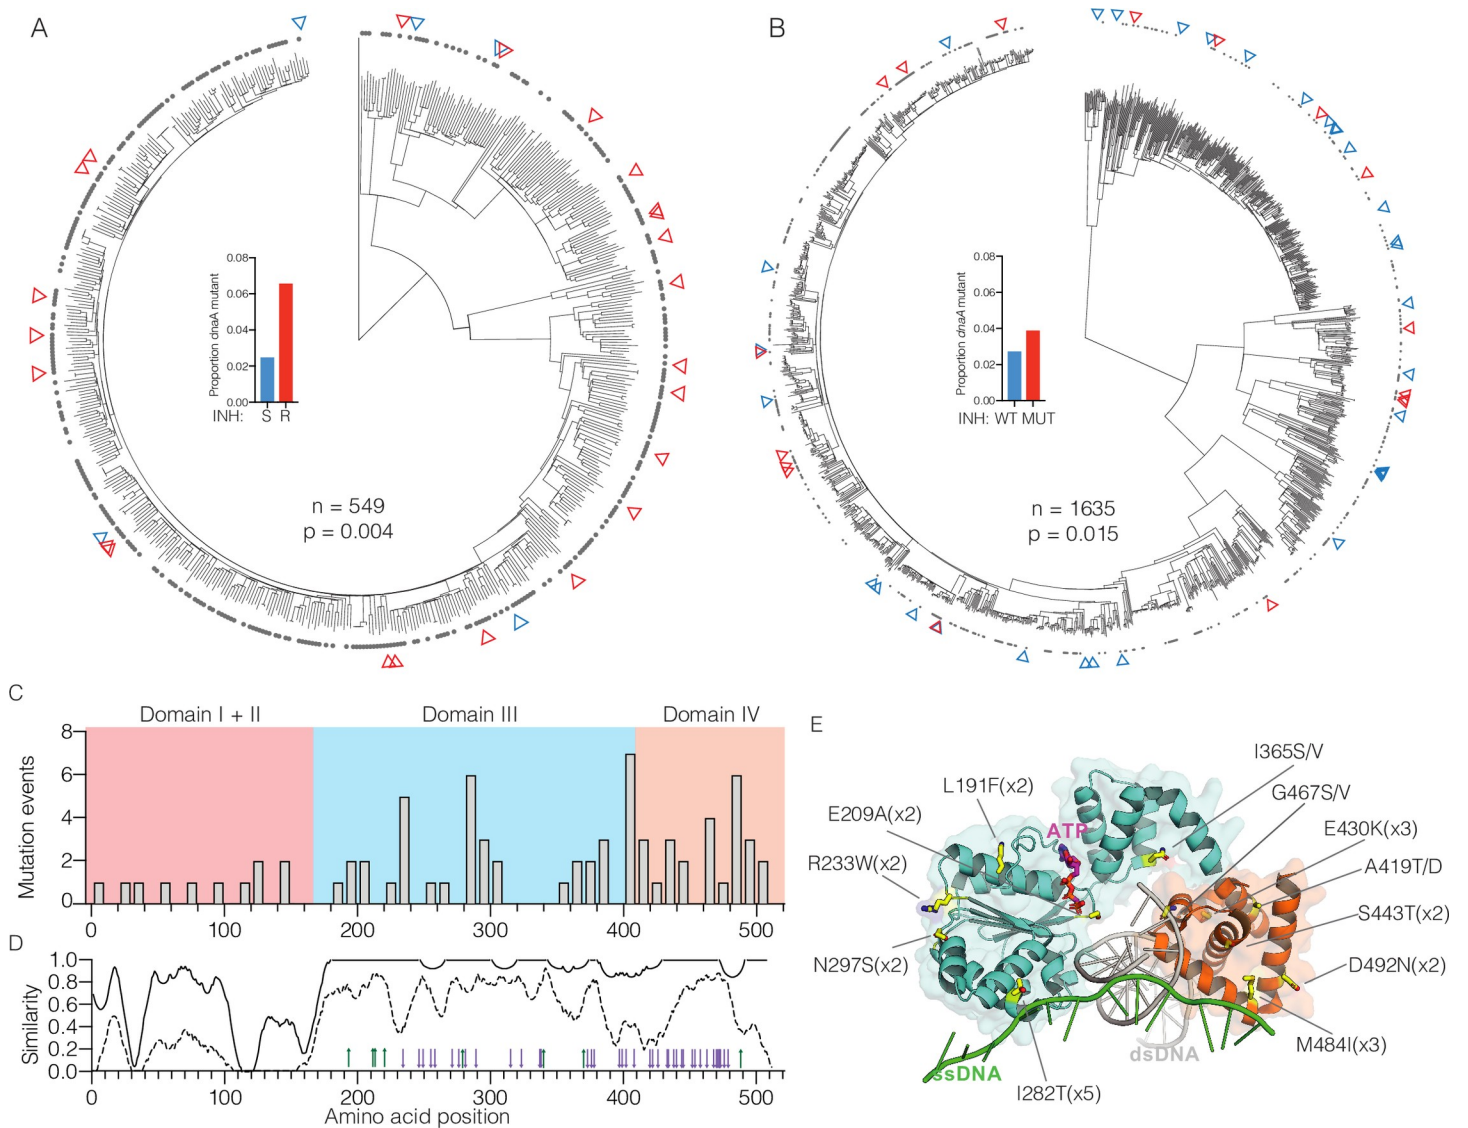 A
0.08
0.06
0.04
0.02
0.00
Proportion dnaA mutant
INH: S R
n = 549
p = 0.004
B
0.08
0.06
0.04
0.02
0.00
Proportion dnaA mutant
INH: WT MUT
n = 1635
p = 0.015
C
Domain I + II
Domain III
Domain IV
8
6
4
2
0
Mutation events
0 100 200 300 400 500
D
1.0
0.8
0.6
0.4
0.2
0.0
Similarity
0 100 200 300 400 500
Amino acid position
E
I365S/V
G467S/V
L191F(x2)
E430K(x3)
E209A(x2)
ATP
A419T/D
R233W(x2)
S443T(x2)
N297S(x2)
D492N(x2)
M484I(x3)
dsDNA
ssDNA
I282T(x5)